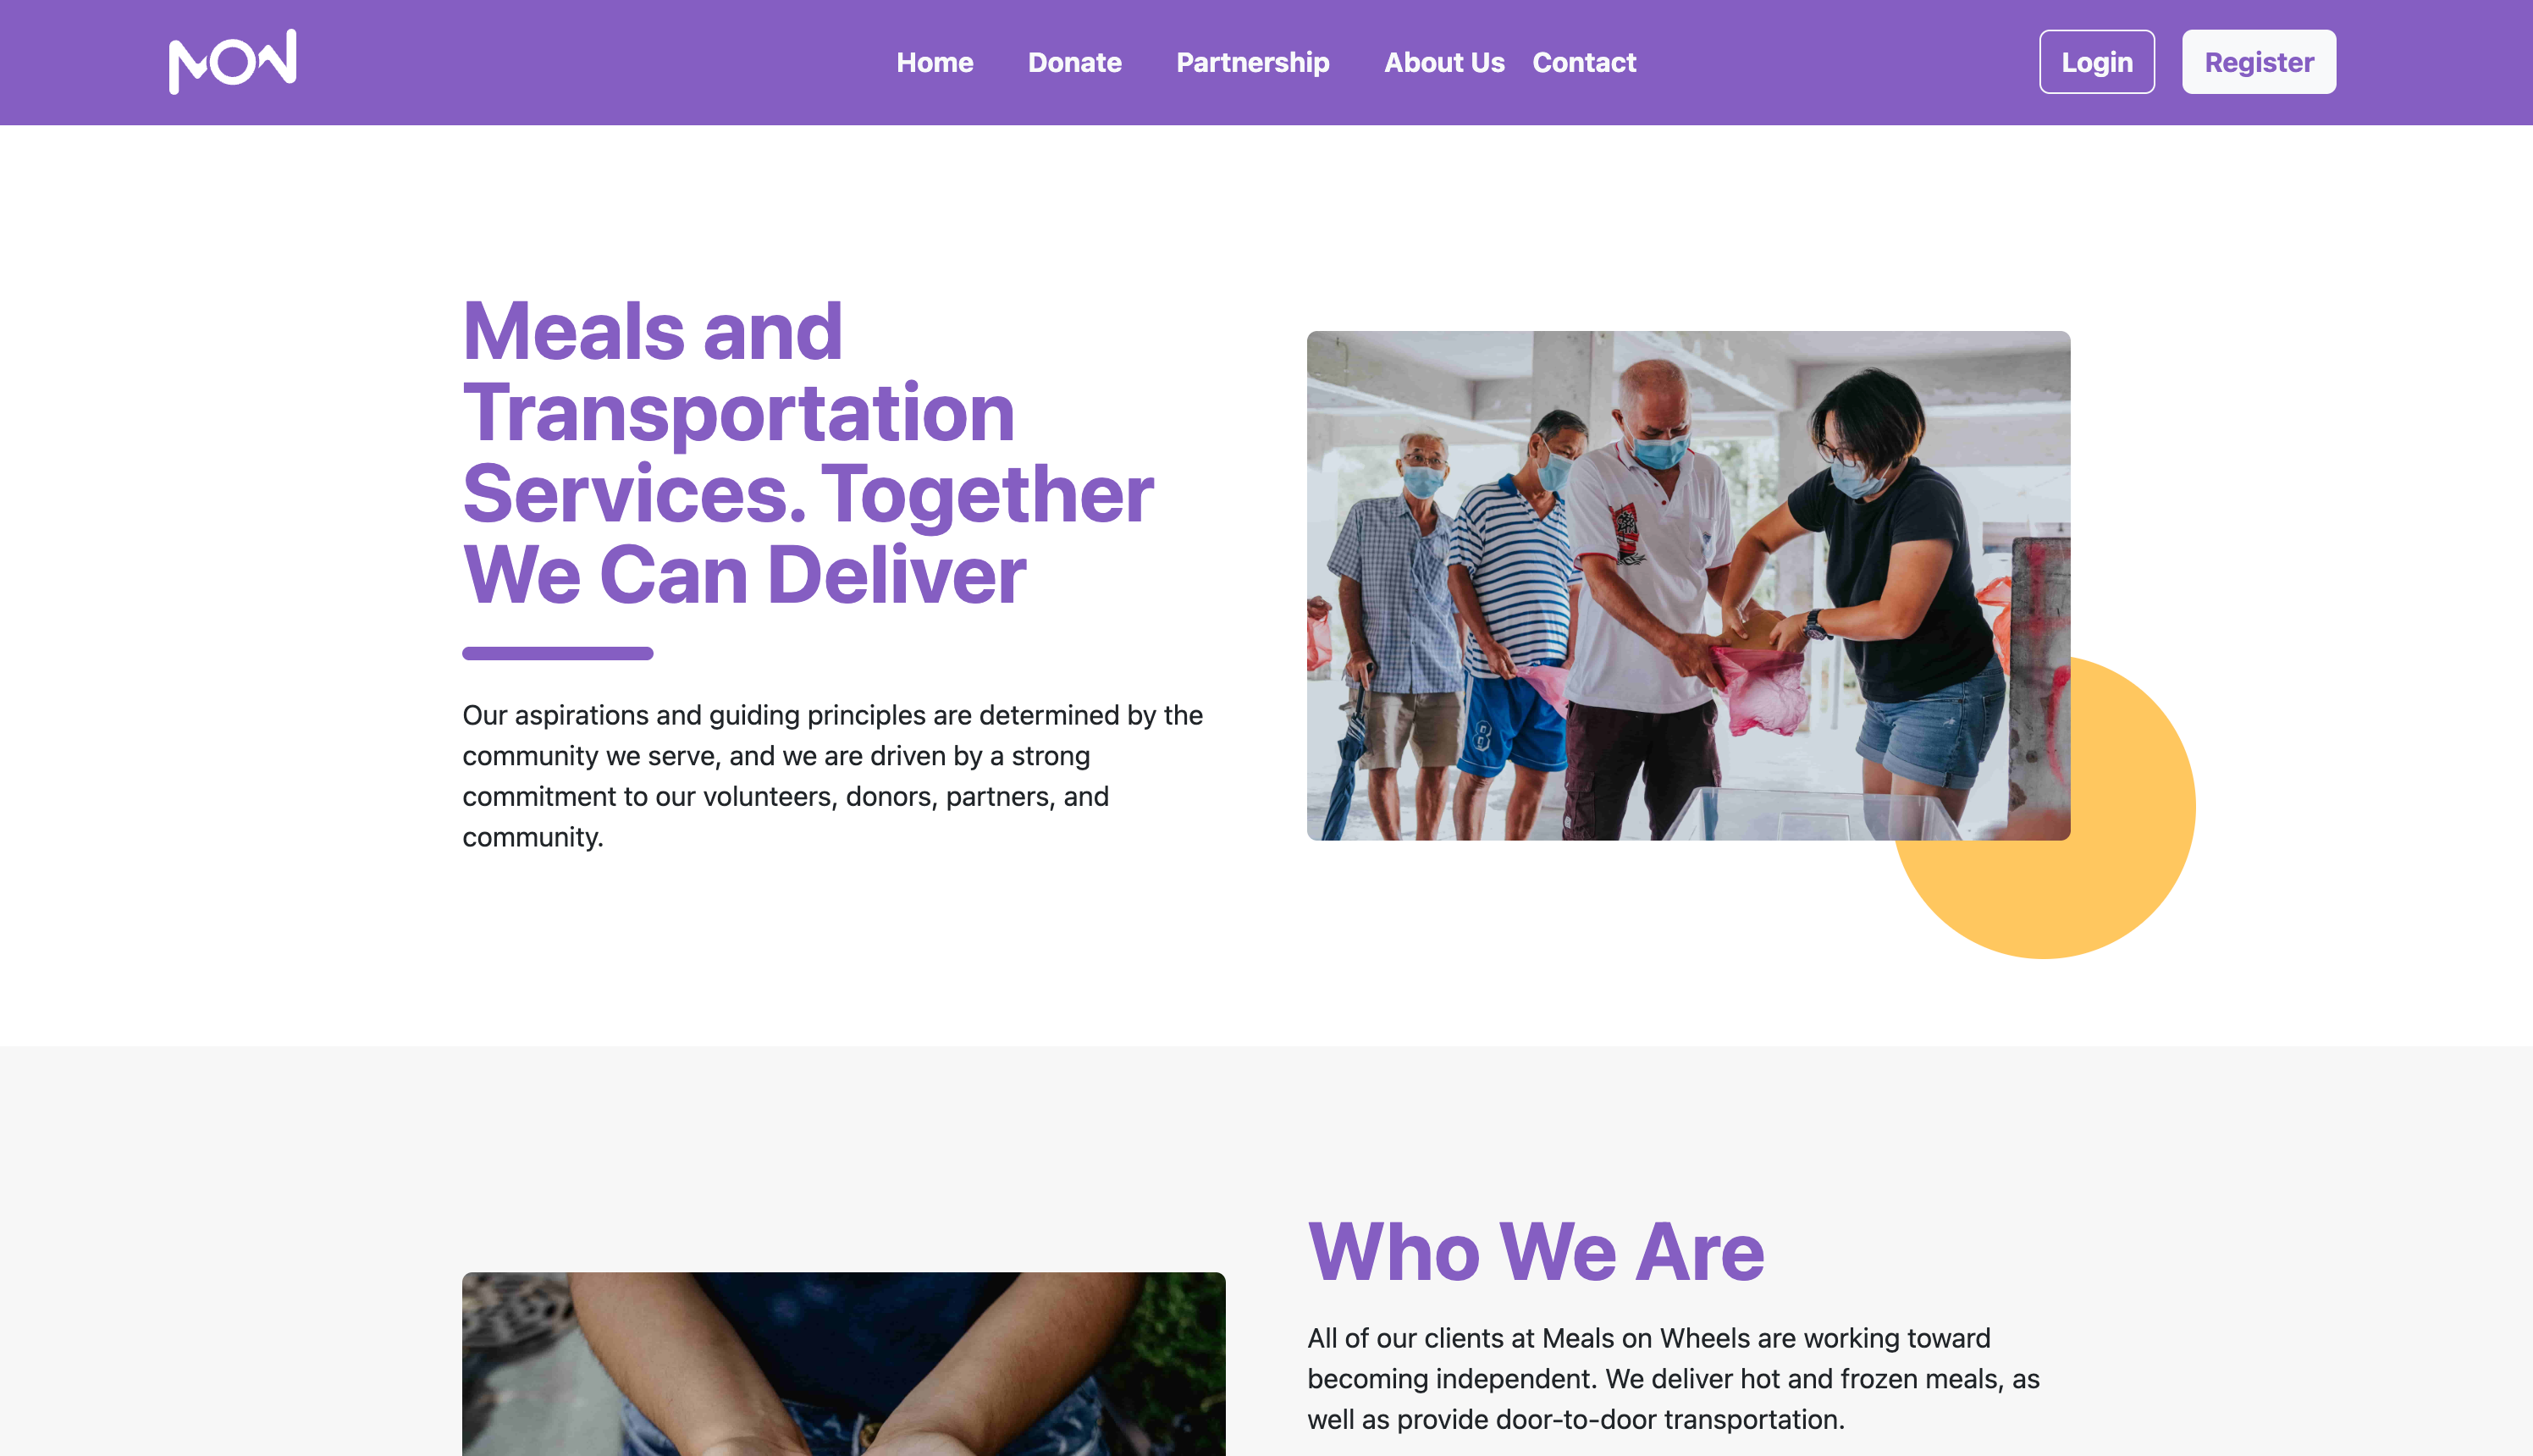 MOW
Home Donate Partnership About Us Contact
Login Register
Meals and
Transportation
Services. Together
We Can Deliver
Our aspirations and guiding principles are determined by the
community we serve, and we are driven by a strong
commitment to our volunteers, donors, partners, and
community.
8
Who We Are
All of our clients at Meals on Wheels are working toward
becoming independent. We deliver hot and frozen meals, as
well as provide door-to-door transportation.